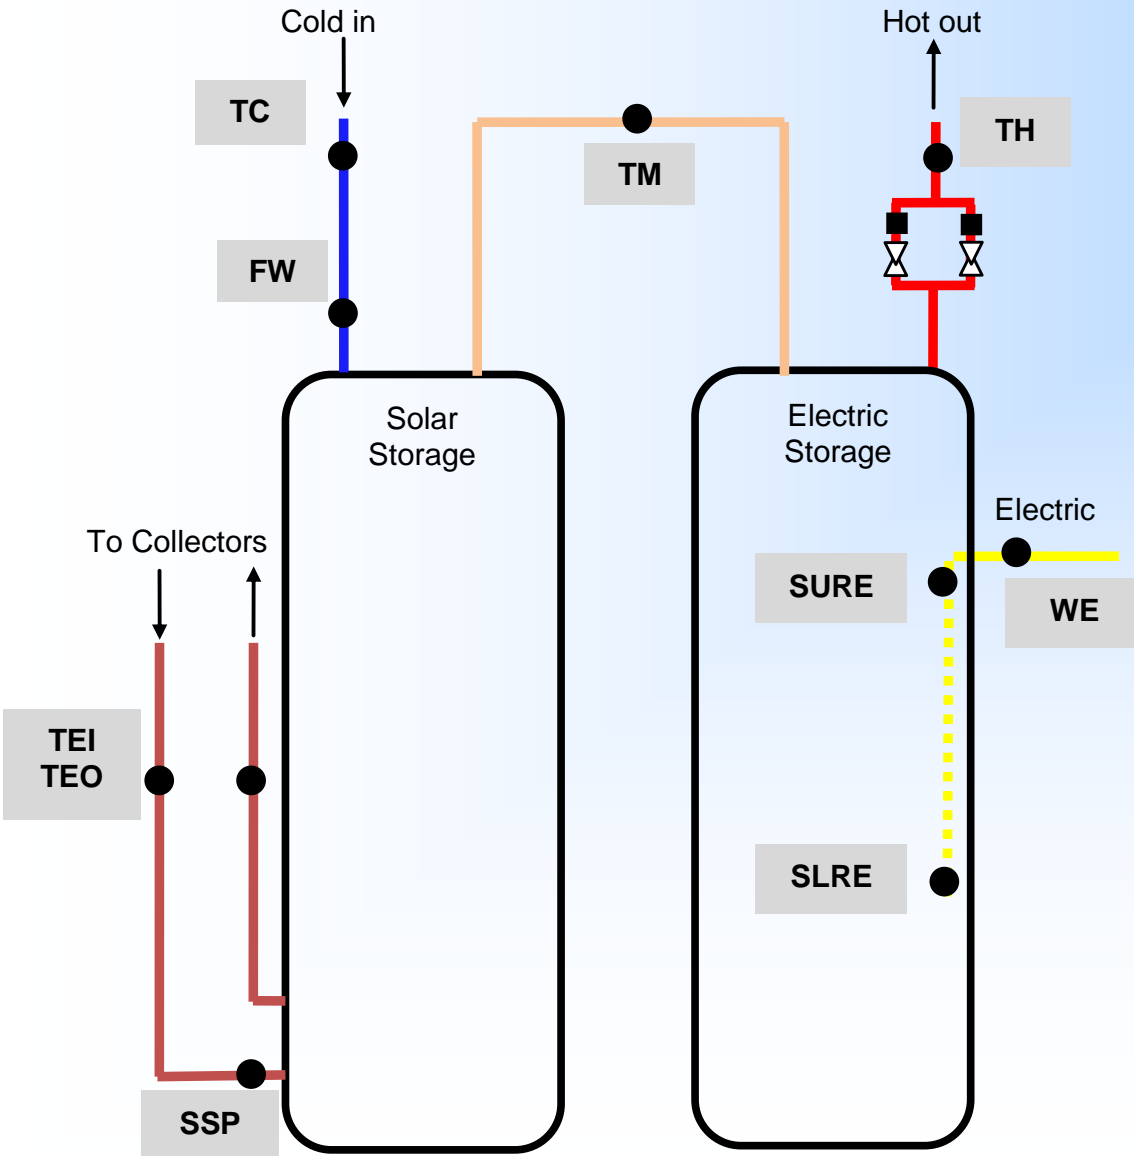 Cold in
Hot out
TC
TH
TM
FW
Solar
Storage
Electric
Storage
Electric
To Collectors
SURE
WE
TEI
TEO
SLRE
SSP